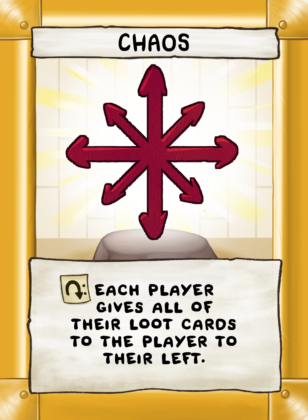 CHAOS
: EACH PLAYER
GIVES ALL OF
THEIR LOOT CARDS
TO THE PLAYER TO
THEIR LEFT.